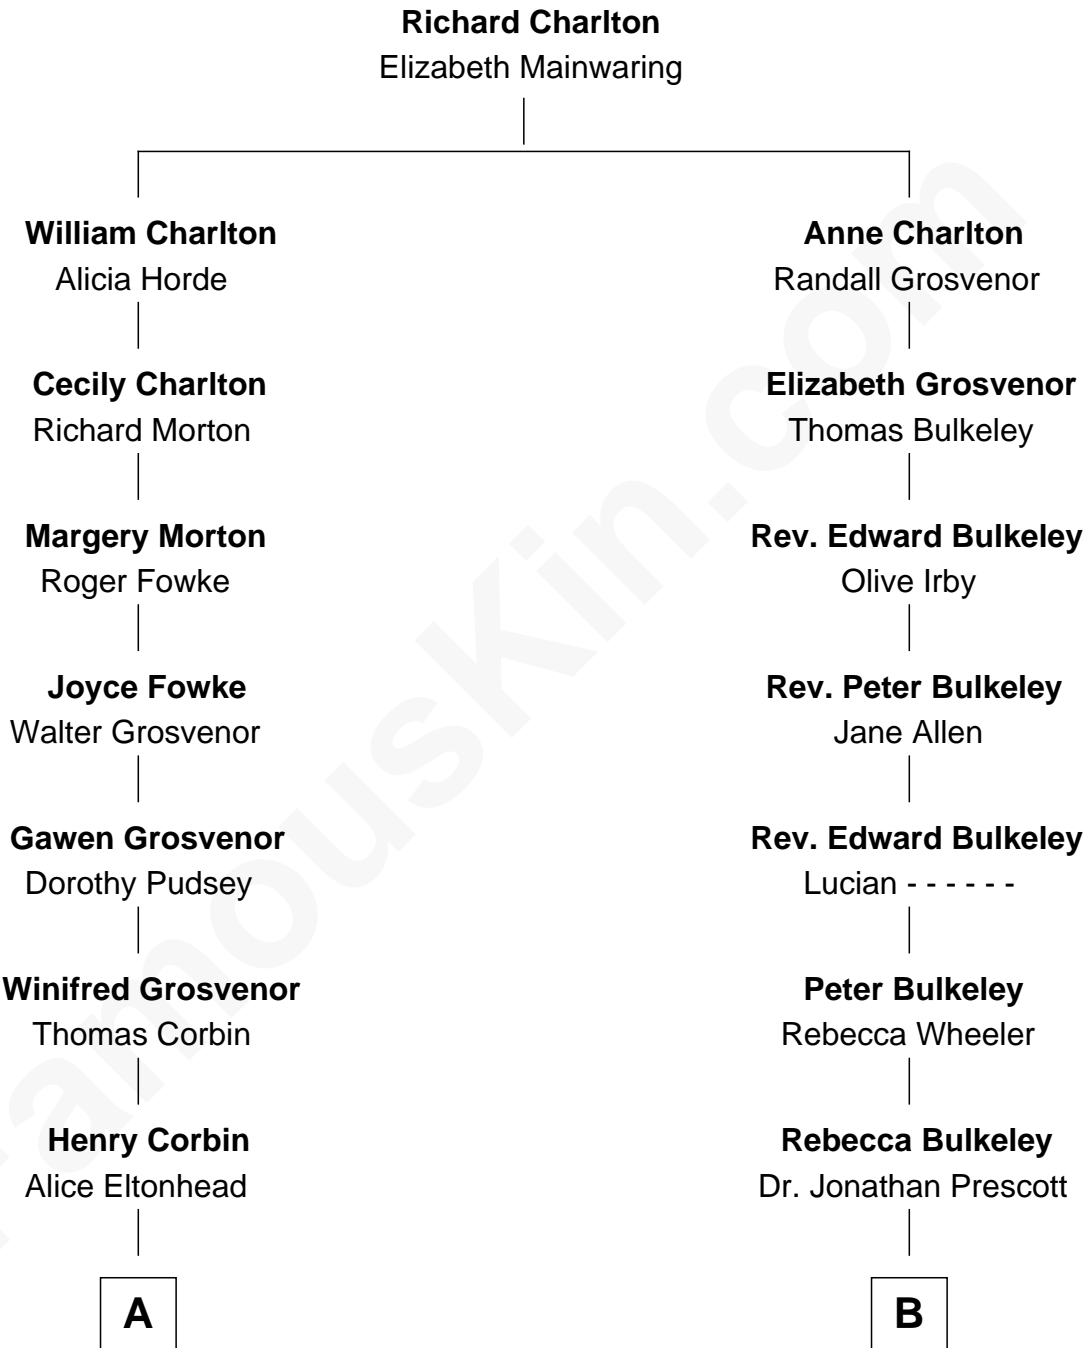 Richard Charlton
Elizabeth Mainwaring
William Charlton
Alicia Horde
Cecily Charlton
Richard Morton
Margery Morton
Roger Fowke
Joyce Fowke
Walter Grosvenor
Gawen Grosvenor
Dorothy Pudsey
Winifred Grosvenor
Thomas Corbin
Henry Corbin
Alice Eltonhead
A
Anne Charlton
Randall Grosvenor
Elizabeth Grosvenor
Thomas Bulkeley
Rev. Edward Bulkeley
Olive Irby
Rev. Peter Bulkeley
Jane Allen
Rev. Edward Bulkeley
Lucian - - - - - -
Peter Bulkeley
Rebecca Wheeler
Rebecca Bulkeley
Dr. Jonathan Prescott
B
FamousKin.com